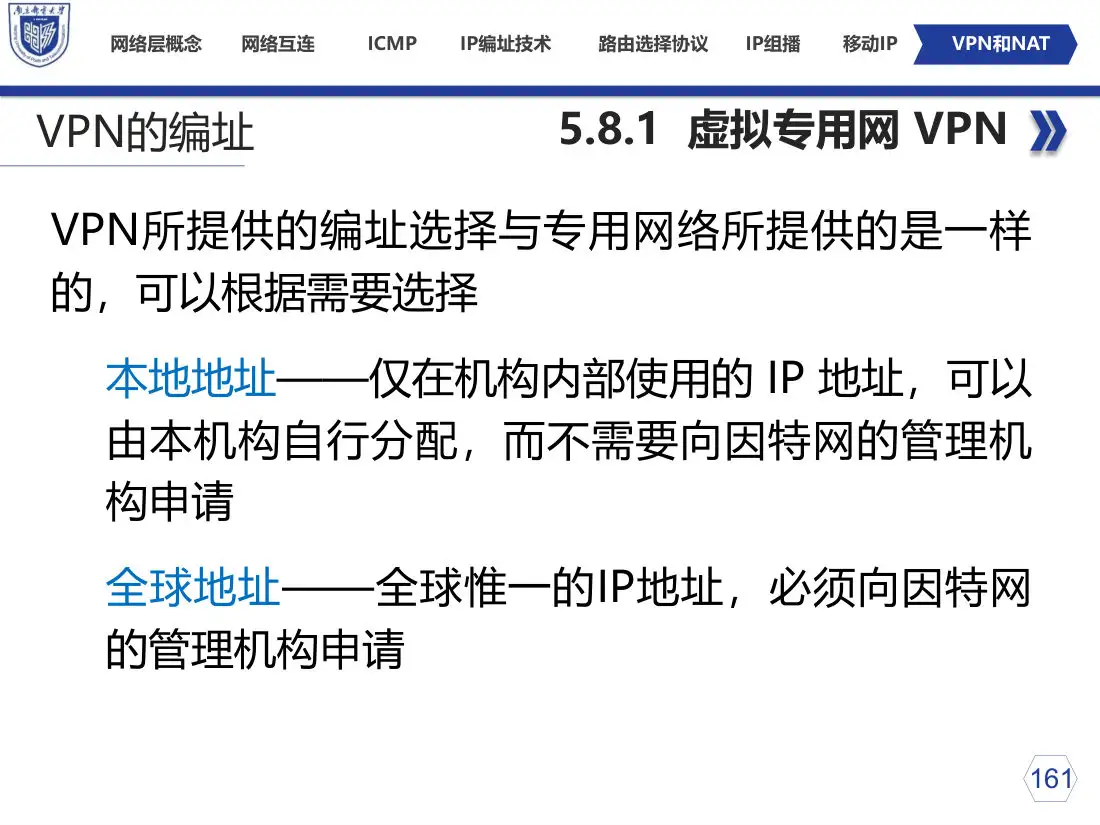 网络层概念 网络互连 ICMP IP编址技术 路由选择协议 IP组播 移动IP VPN和NAT
VPN的编址
5.8.1 虚拟专用网 VPN
VPN所提供的编址选择与专用网络所提供的是一样
的，可以根据需要选择
本地地址——仅在机构内部使用的 IP 地址，可以
由本机构自行分配，而不需要向因特网的管理机
构申请
全球地址——全球惟一的IP地址，必须向因特网
的管理机构申请
161